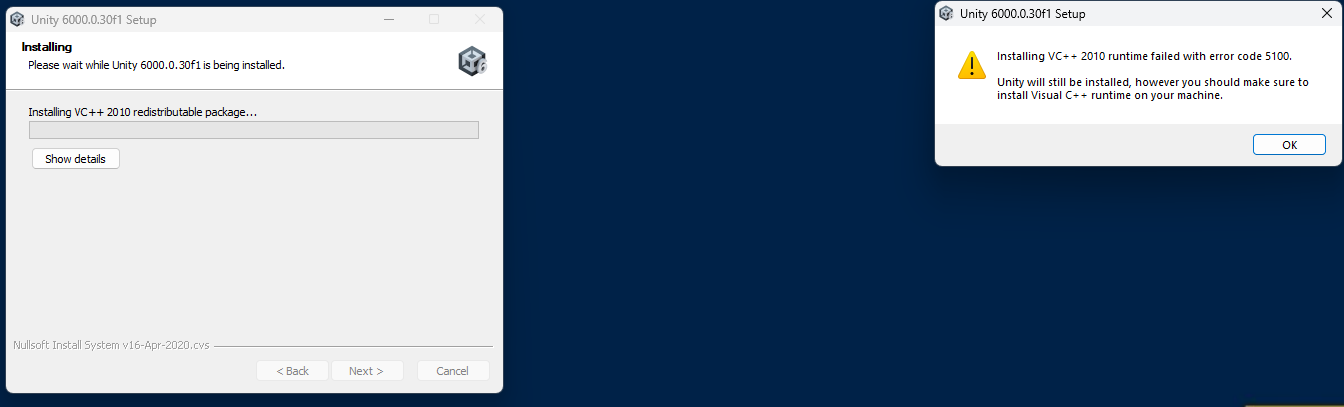 Unity 6000.0.30f1 Setup
Installing
Please wait while Unity 6000.0.30f1 is being installed.
6
Installing VC++ 2010 redistributable package...
Show details
Nullsoft Install System v16-Apr-2020.cvs
< Back
Next >
Cancel
Unity 6000.0.30f1 Setup
Installing VC++ 2010 runtime failed with error code 5100.
Unity will still be installed, however you should make sure to
install Visual C++ runtime on your machine.
OK